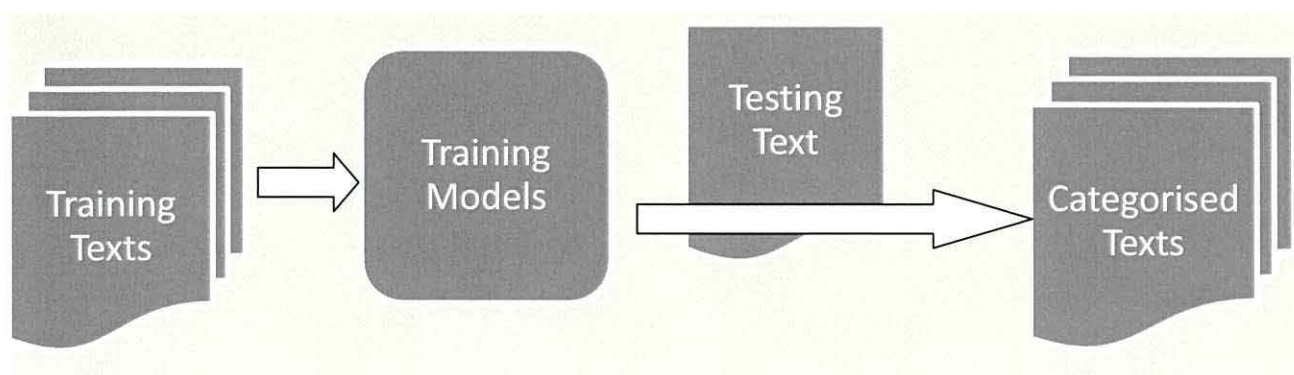 Training
Texts
Training
Models
Testing
Text
Categorised
Texts